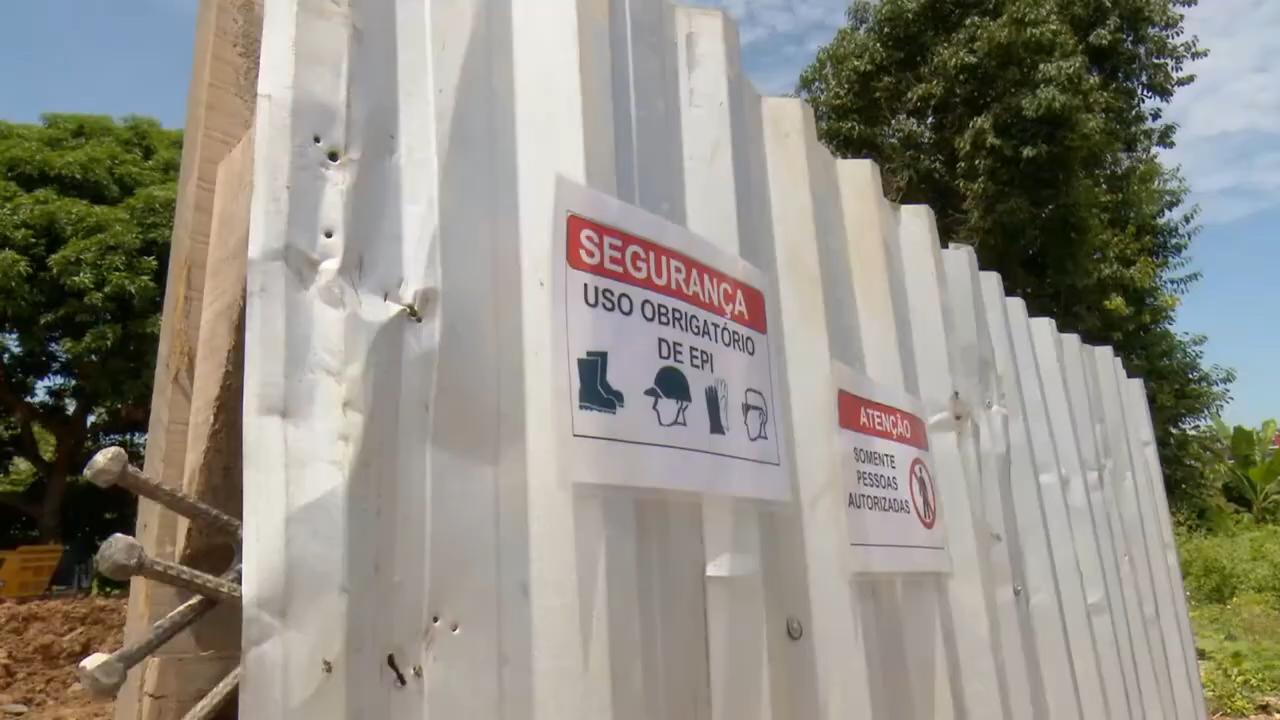 SEGURANÇA
USO OBRIGATÓRIO
DE EPI
ATENÇÃO
SOMENTE
PESSOAS
AUTORIZADAS